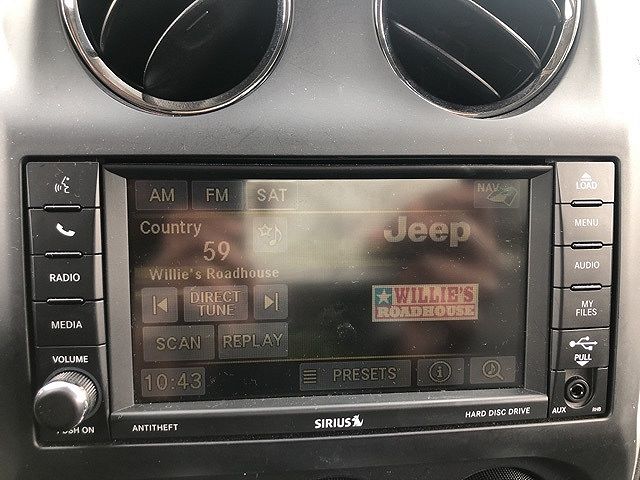 LOAD
MENU
RADIO
AUDIO
MEDIA
MY
FILES
VOLUME
PULL
PUSH ON
ANTITHEFT
SIRIUS
HARD DISC DRIVE
AUX
RHB
AM FM SAT NAV
Country
59
Willie's Roadhouse
Jeep
DIRECT
TUNE
WILLIE'S
ROADHOUSE
SCAN REPLAY
10:43 PRESETS